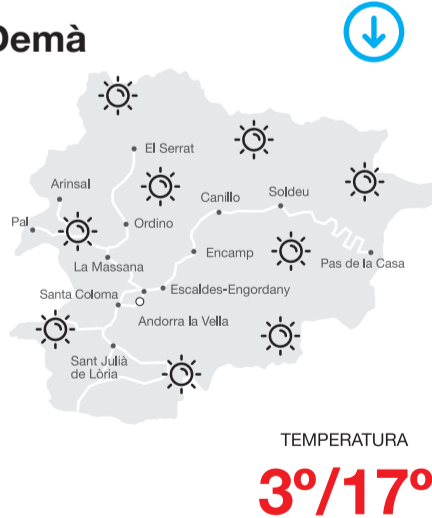 Demà
El Serrat
Arinsal
Canillo
Soldeu
Pal
Ordino
Encamp
La Massana
Pas de la Casa
Santa Coloma
Escaldes-Engordany
Andorra la Vella
Sant Julià
de Lòria
TEMPERATURA
3º/17º